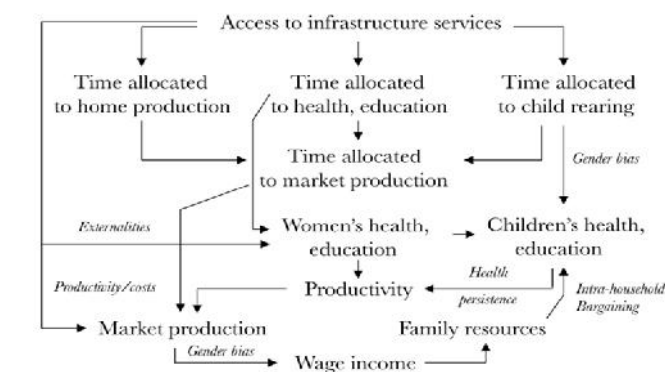 Access to infrastructure services
Time allocated
to home production
Time allocated
to health, education
Time allocated
to child rearing
Time allocated
to market production
Gender bias
Externalities
Women's health,
education
Children's health,
education
Productivity/costs
Productivity
Health
persistence
Intra-household
Bargaining
Market production
Family resources
Gender bias
Wage income